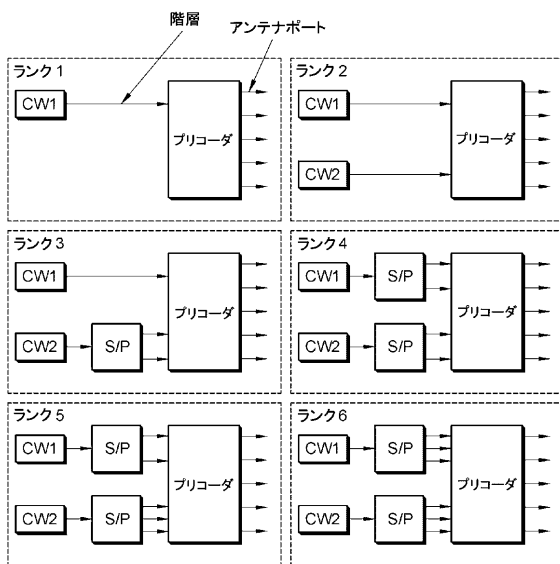 階層
アンテナポート
ランク1
CW1
プリコーダ
ランク2
CW1
CW2
プリコーダ
ランク3
CW1
CW2
S/P
プリコーダ
ランク4
CW1
S/P
CW2
S/P
プリコーダ
ランク5
CW1
S/P
CW2
S/P
プリコーダ
ランク6
CW1
S/P
CW2
S/P
プリコーダ